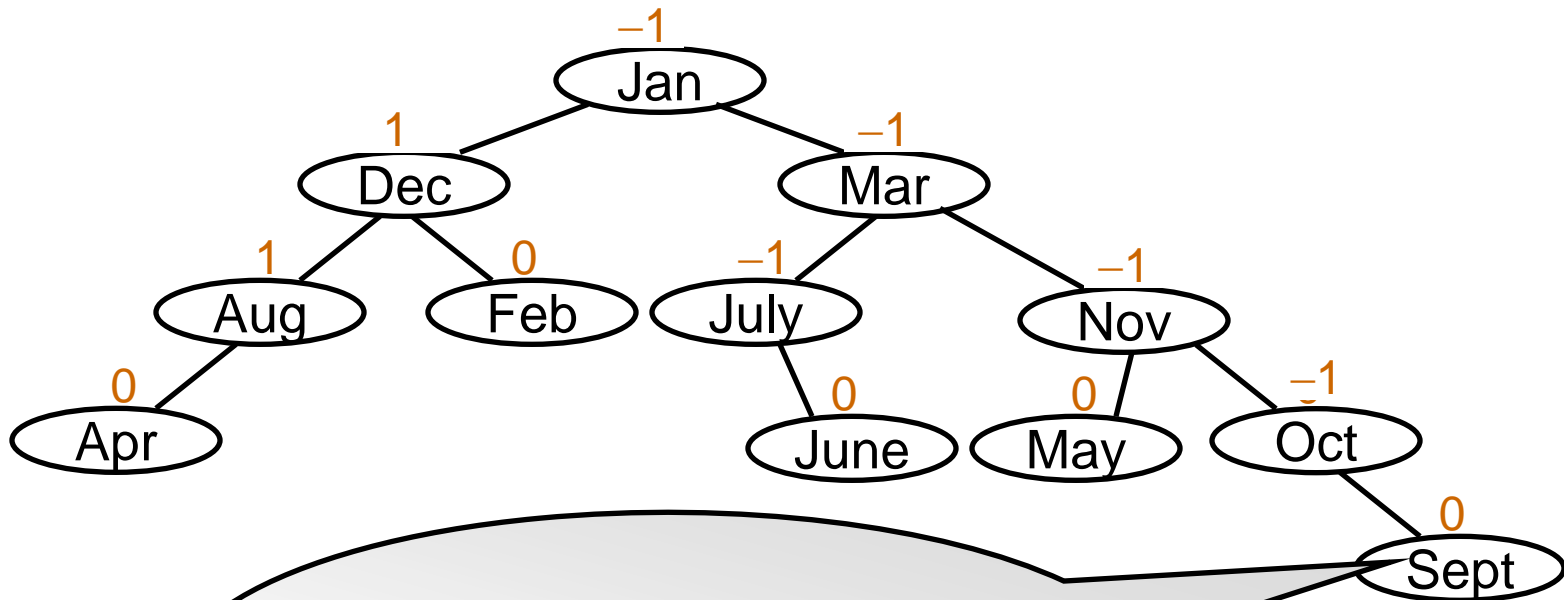 −1
Jan
1 −1
Dec Mar
1 0 −1 −1
Aug Feb July Nov
0 0 0 −1
Apr June May Oct
0
Sept